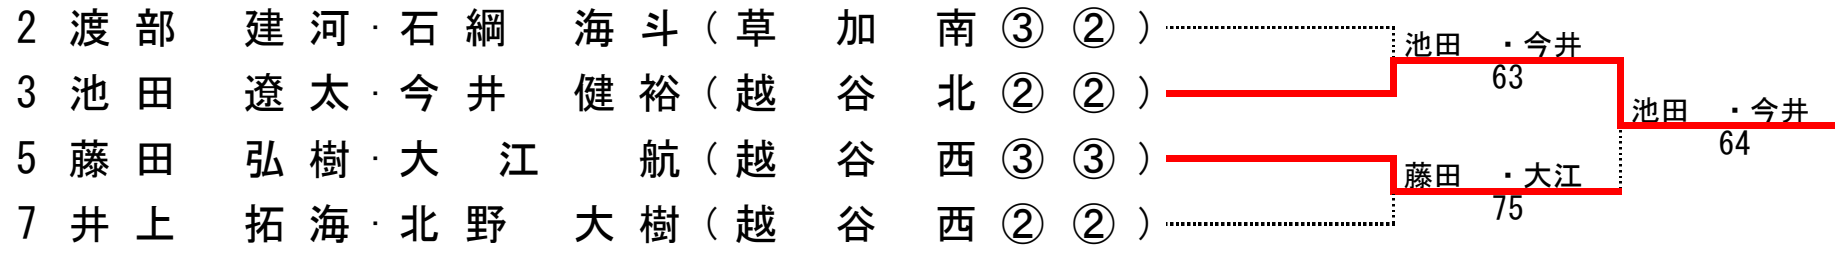 2 渡部 建河・石綱 海斗(草加南③②)
池田 ・今井
3 池田 遼太・今井 健裕(越谷北②②)
63
池田 ・今井
5 藤田 弘樹・大江 航(越谷西③③)
64
藤田 ・大江
7 井上 拓海・北野 大樹(越谷西②②)
75